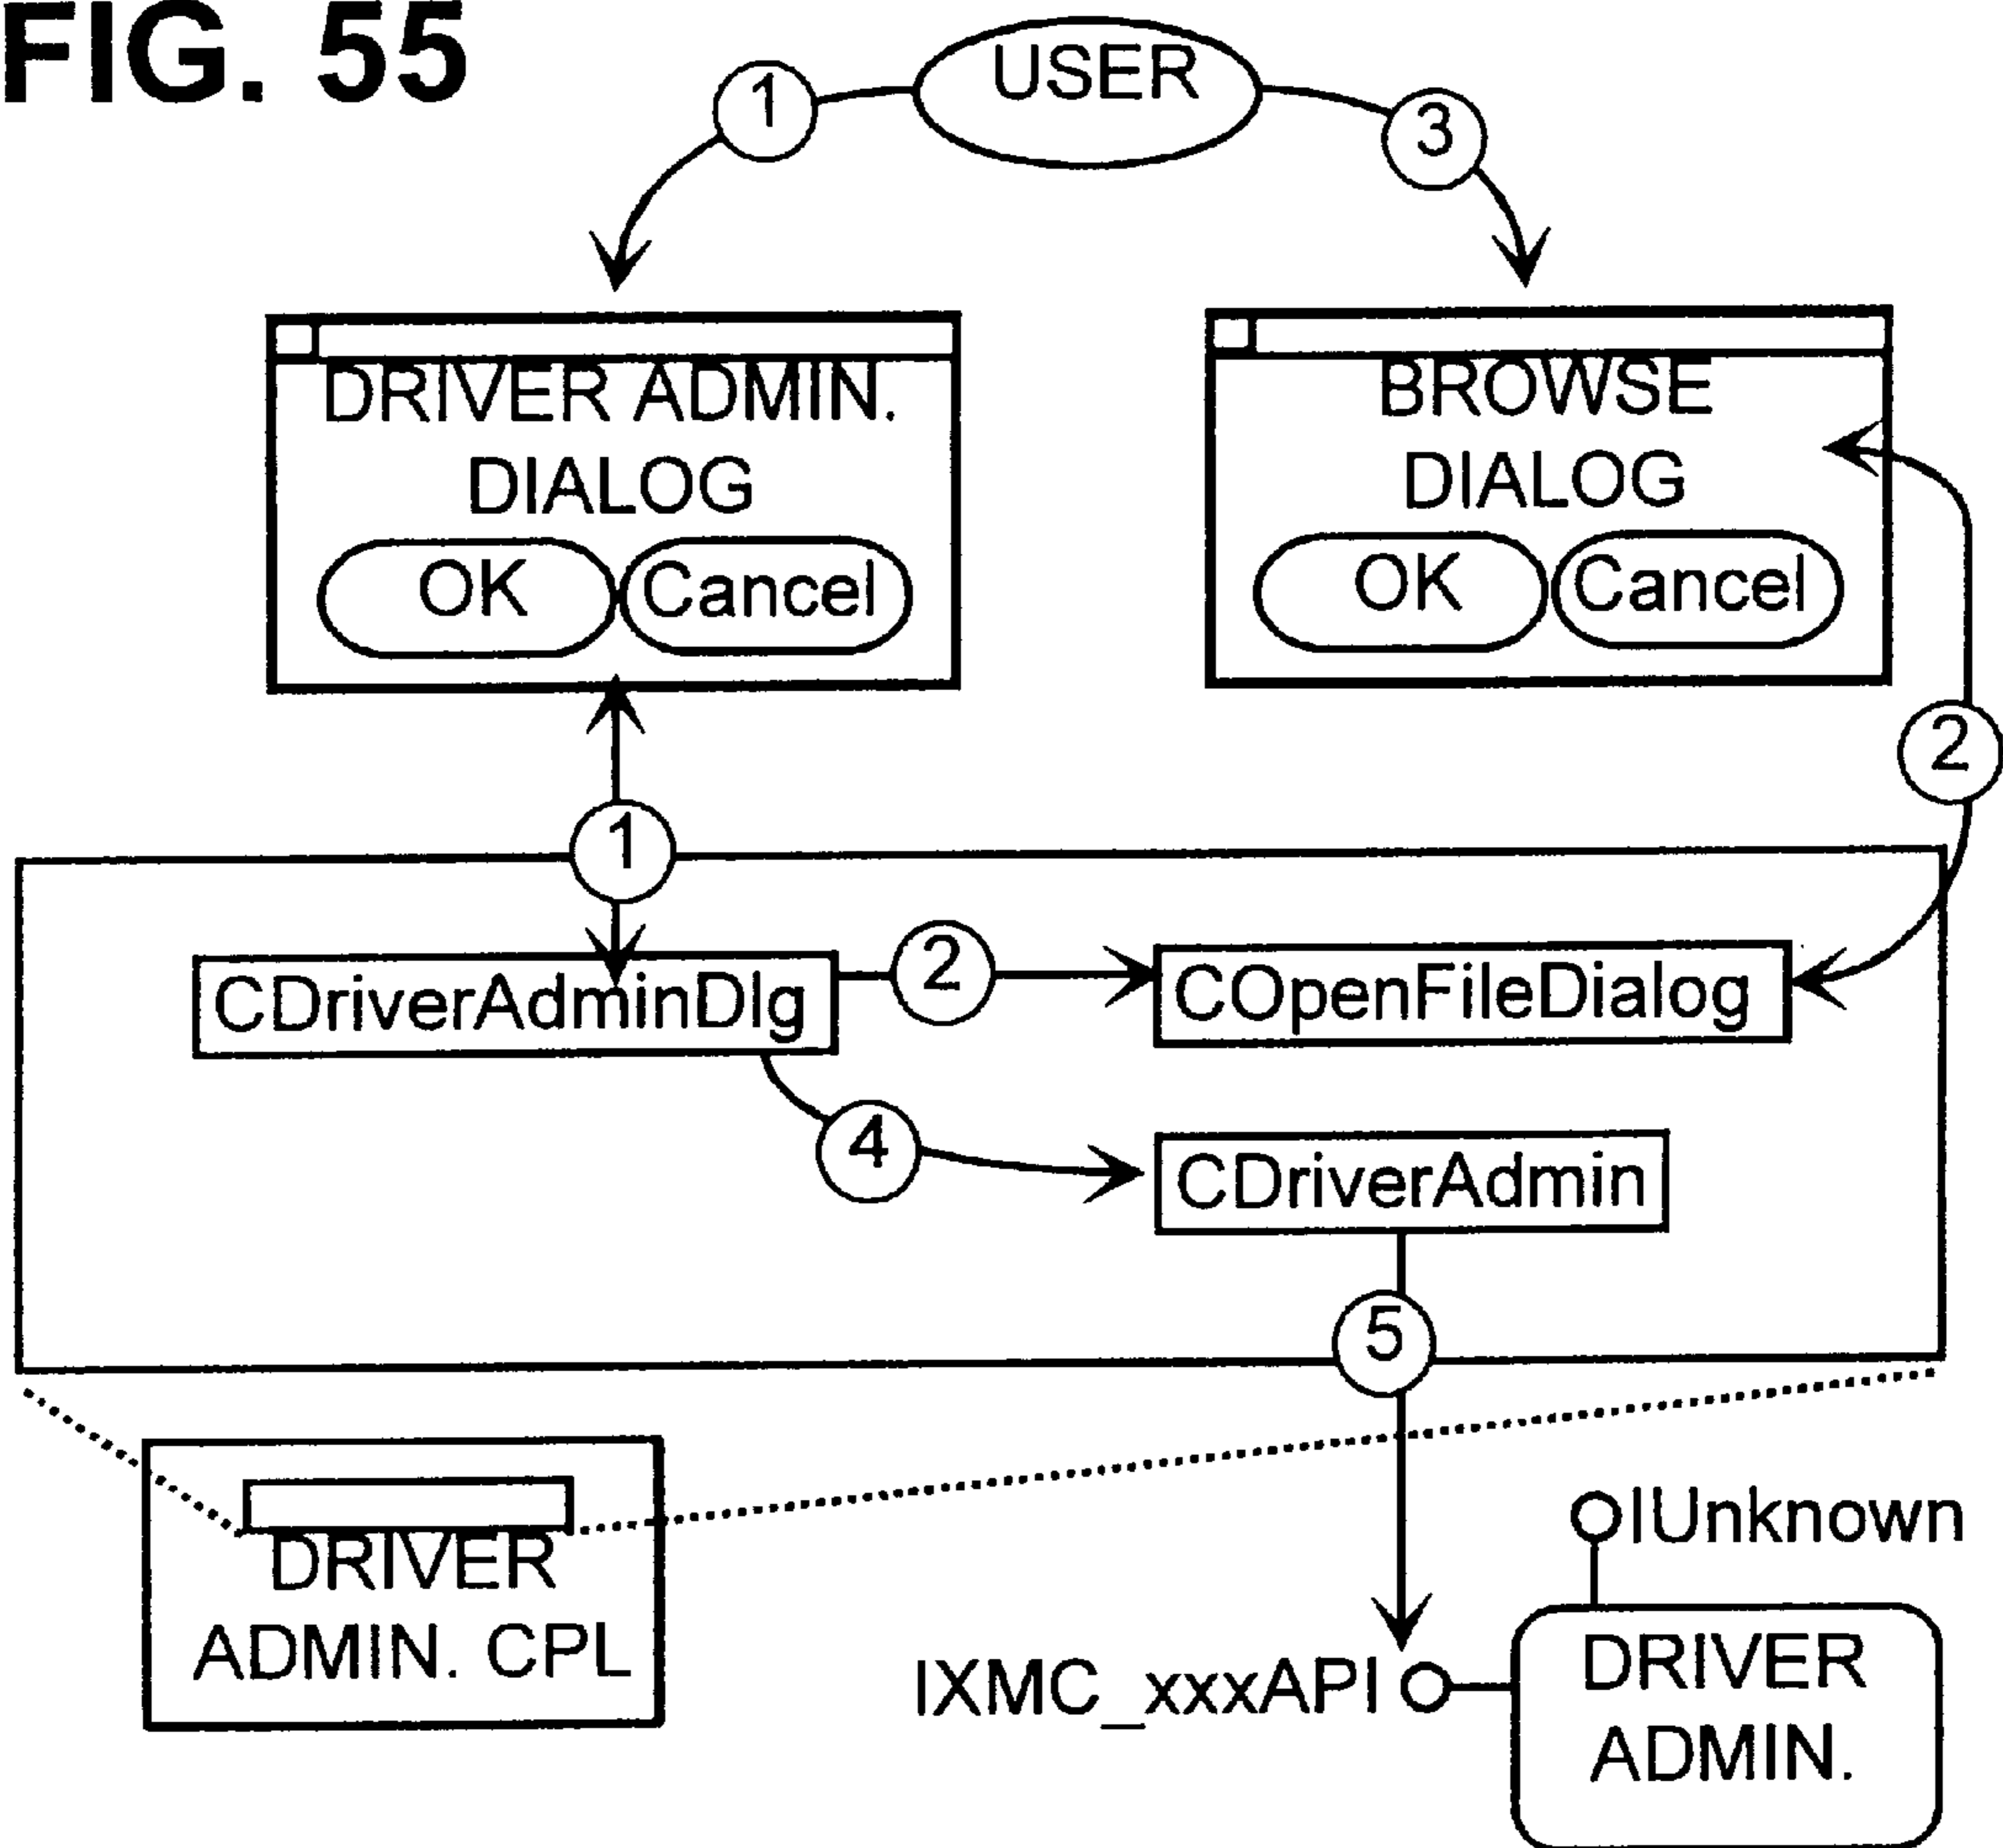 FIG. 55
USER
1
3
DRIVER ADMIN.
DIALOG
OK
Cancel
BROWSE
DIALOG
OK
Cancel
2
1
CDriverAdminDlg
2
COpenFileDialog
4
CDriverAdmin
5
DRIVER
ADMIN. CPL
IUnknown
IXMC_xxxAPI
DRIVER
ADMIN.